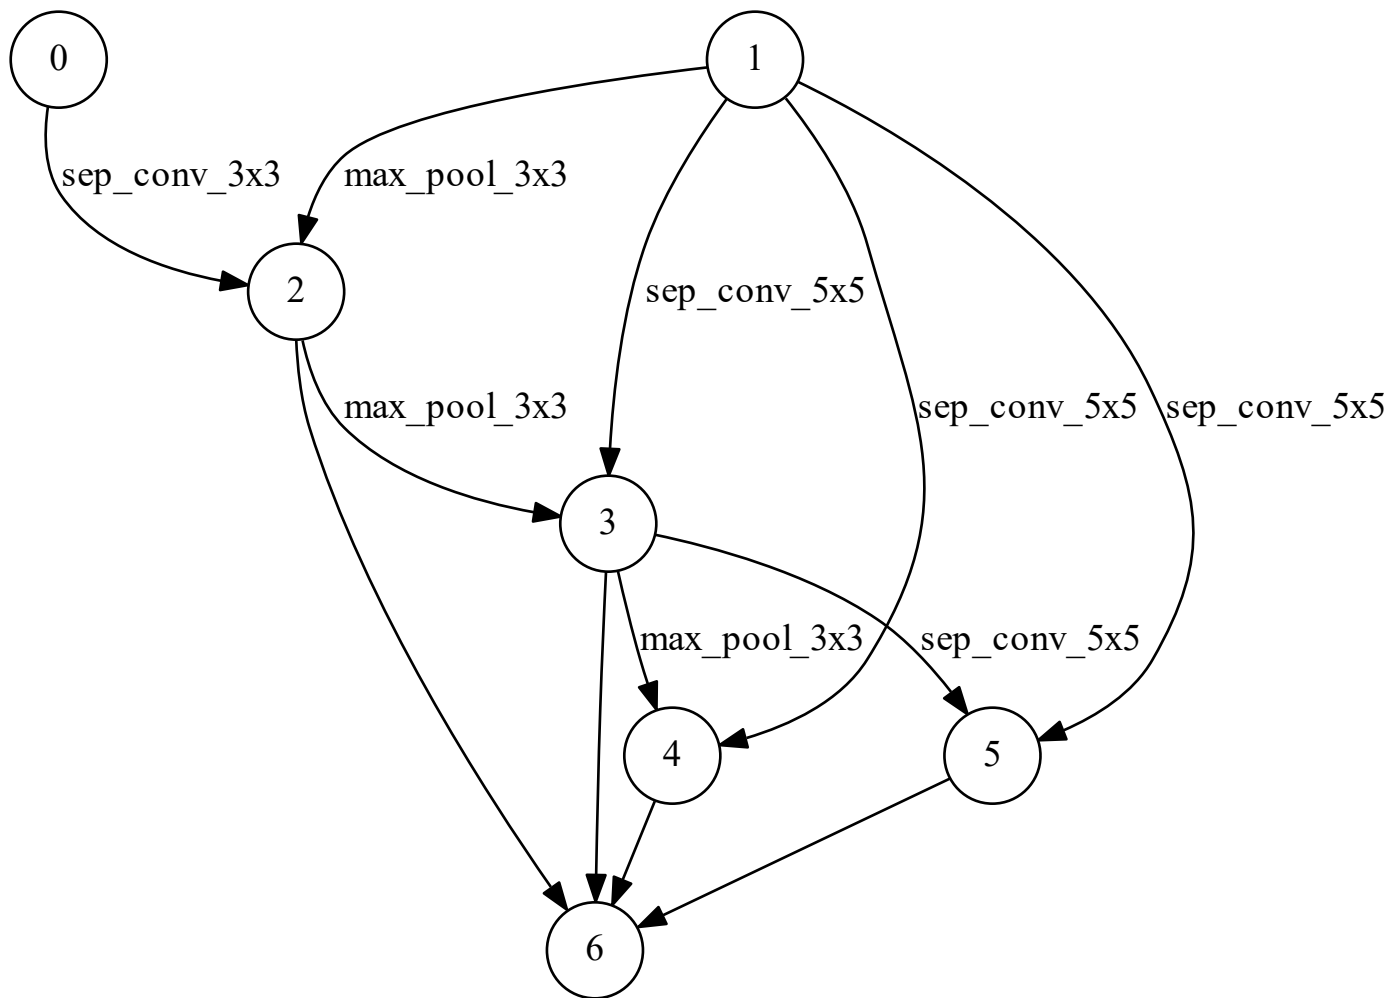 0
1
sep_conv_3x3
max_pool_3x3
2
sep_conv_5x5
max_pool_3x3
sep_conv_5x5
sep_conv_5x5
3
max_pool_3x3
sep_conv_5x5
4
5
6